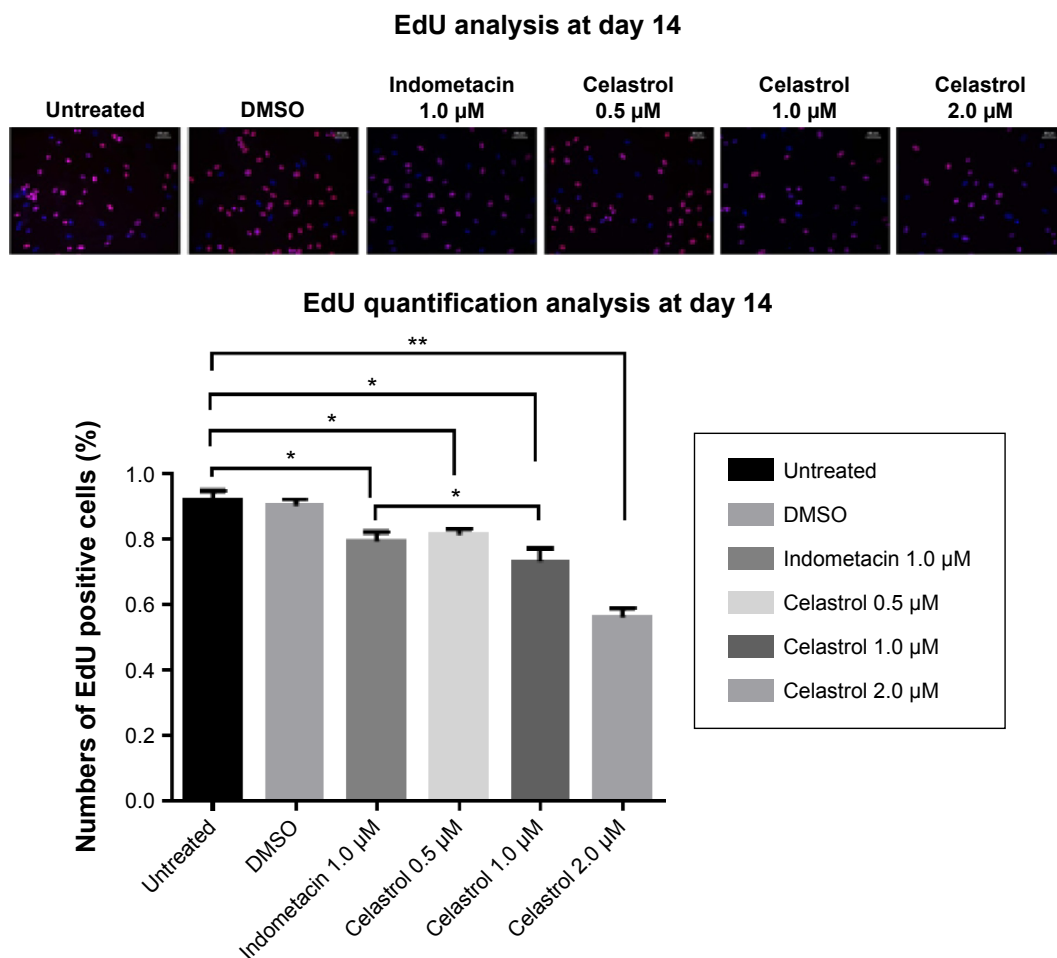 EdU analysis at day 14
Untreated
DMSO
Indometacin
1.0 µM
Celastrol
0.5 µM
Celastrol
1.0 µM
Celastrol
2.0 µM
EdU quantification analysis at day 14
**
*
*
*
*
Numbers of EdU positive cells (%)
1.0
0.8
0.6
0.4
0.2
0.0
Untreated
DMSO
Indometacin 1.0 µM
Celastrol 0.5 µM
Celastrol 1.0 µM
Celastrol 2.0 µM
Untreated
DMSO
Indometacin 1.0 µM
Celastrol 0.5 µM
Celastrol 1.0 µM
Celastrol 2.0 µM